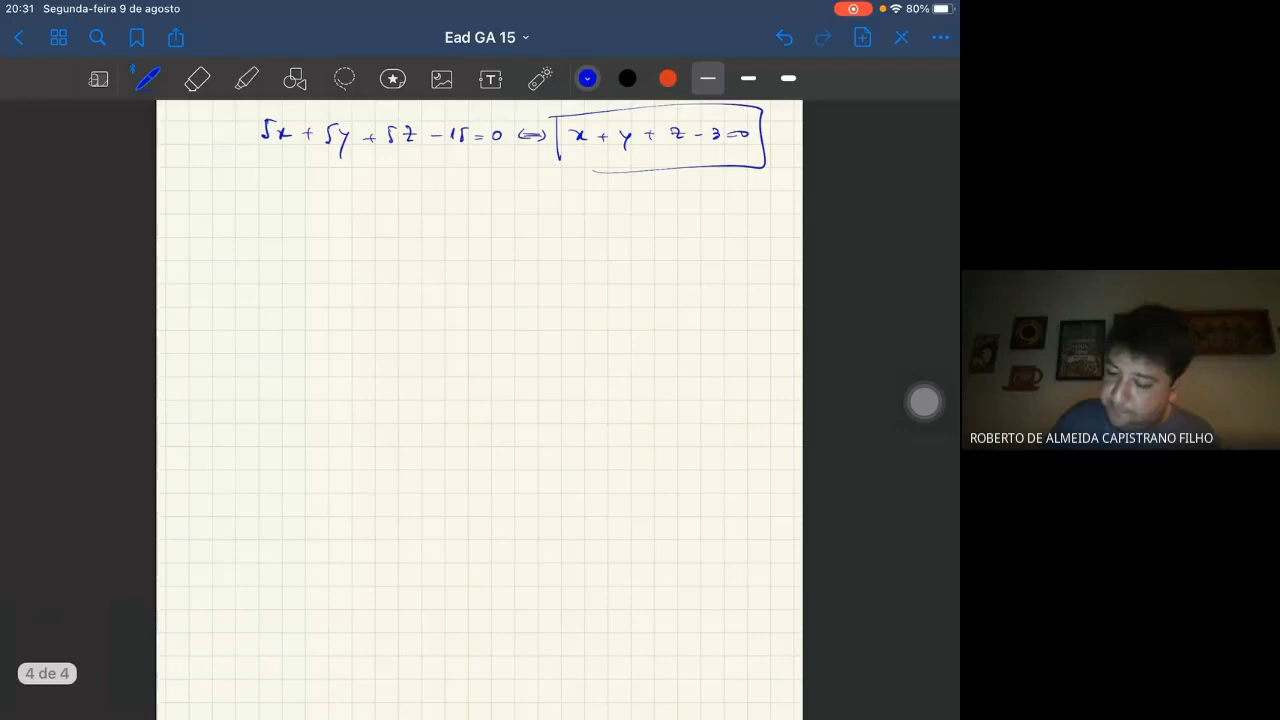 20:31 Segunda-feira 9 de agosto 80%
Ead GA 15
5x + 5y + 5z - 15 = 0 ⇔ x + y + z - 3 = 0
ROBERTO DE ALMEIDA CAPISTRANO FILHO
4 de 4